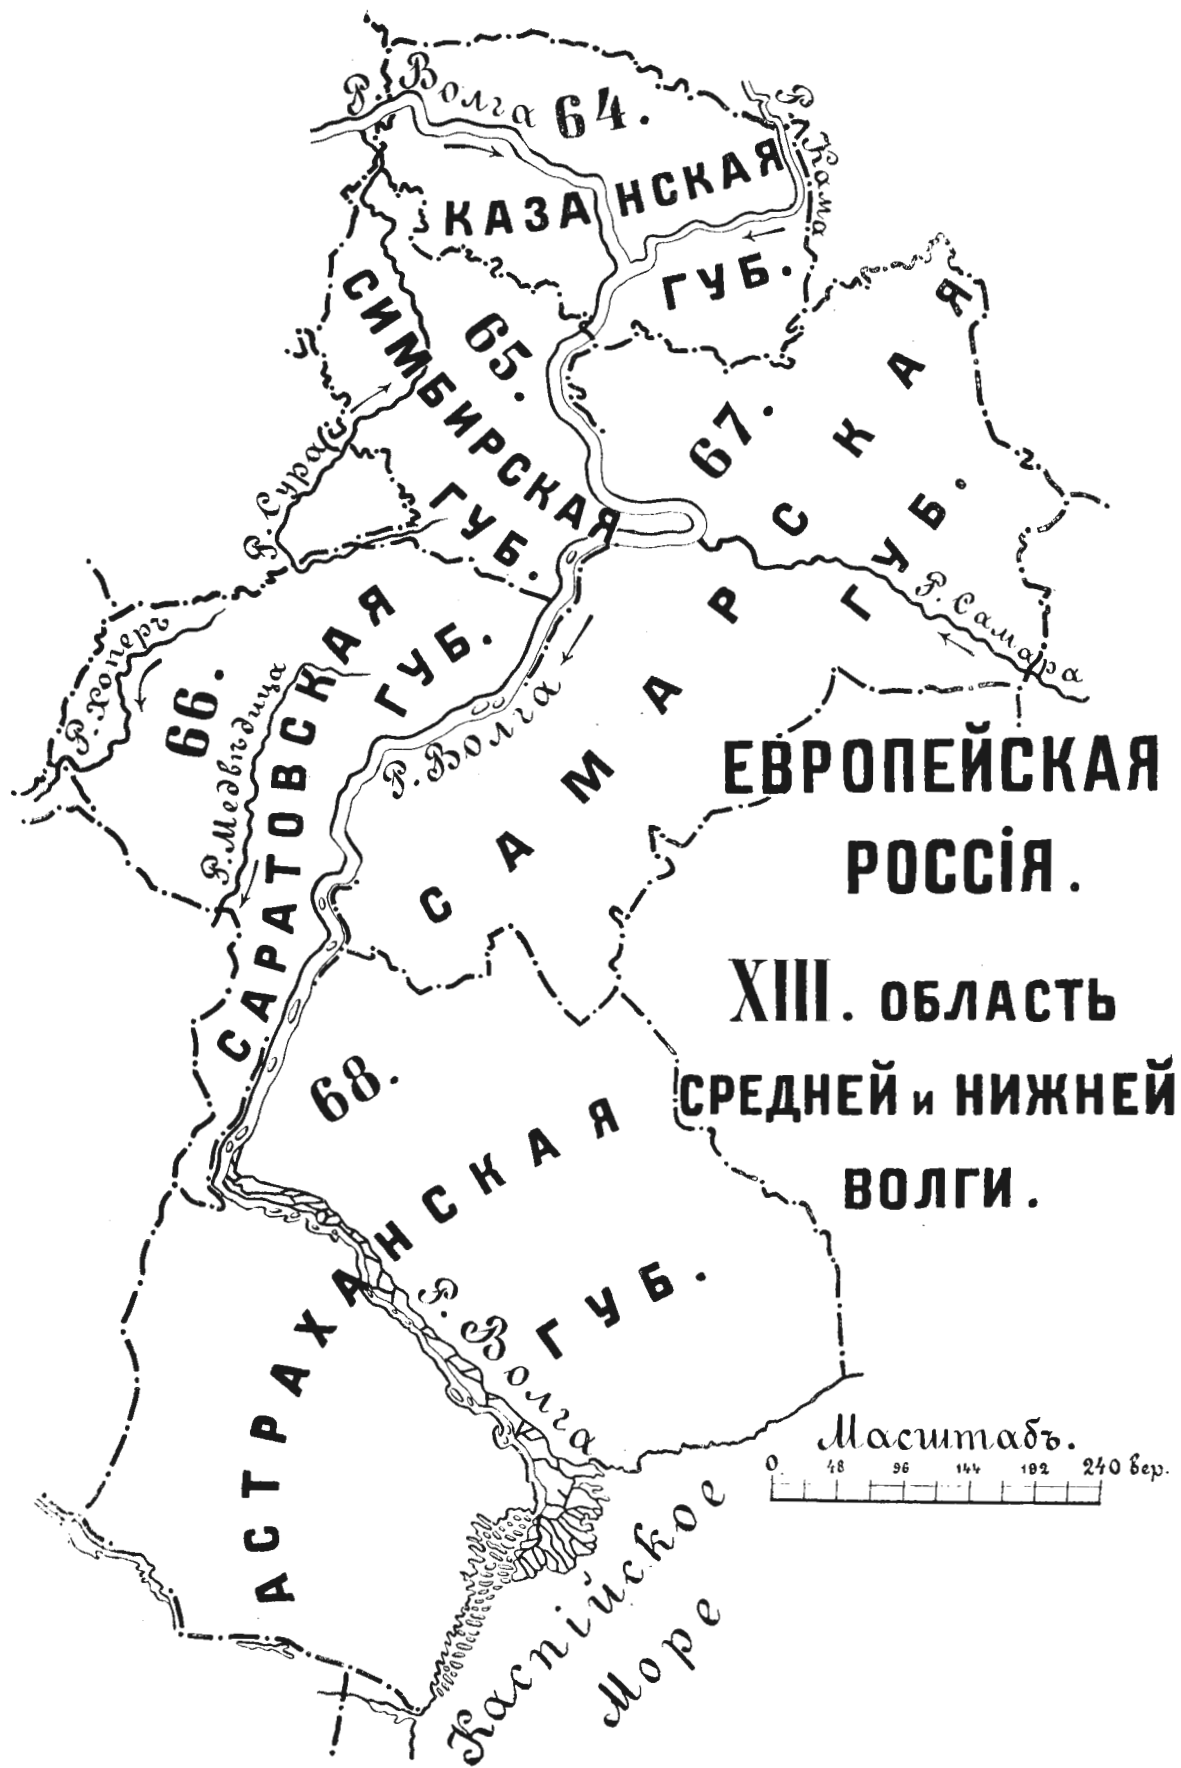 Р. Волга
64.
Р. Кама
КАЗАНСКАЯ
ГУБ.
СИМБИРСКАЯ
65.
ГУБ.
67.
САМАРСКАЯ
ГУБ.
Р. Сура
Р. Самара
Р. Хоперъ
66.
Р. Медвѣдица
САРАТОВСКАЯ
ГУБ.
Р. Волга
ЕВРОПЕЙСКАЯ
РОССІЯ.
XIII. ОБЛАСТЬ
СРЕДНЕЙ и НИЖНЕЙ
ВОЛГИ.
68.
АСТРАХАНСКАЯ
ГУБ.
Р. Волга
Масштабъ.
0. 48 96 144 192 240 вер.
Каспійское
Море